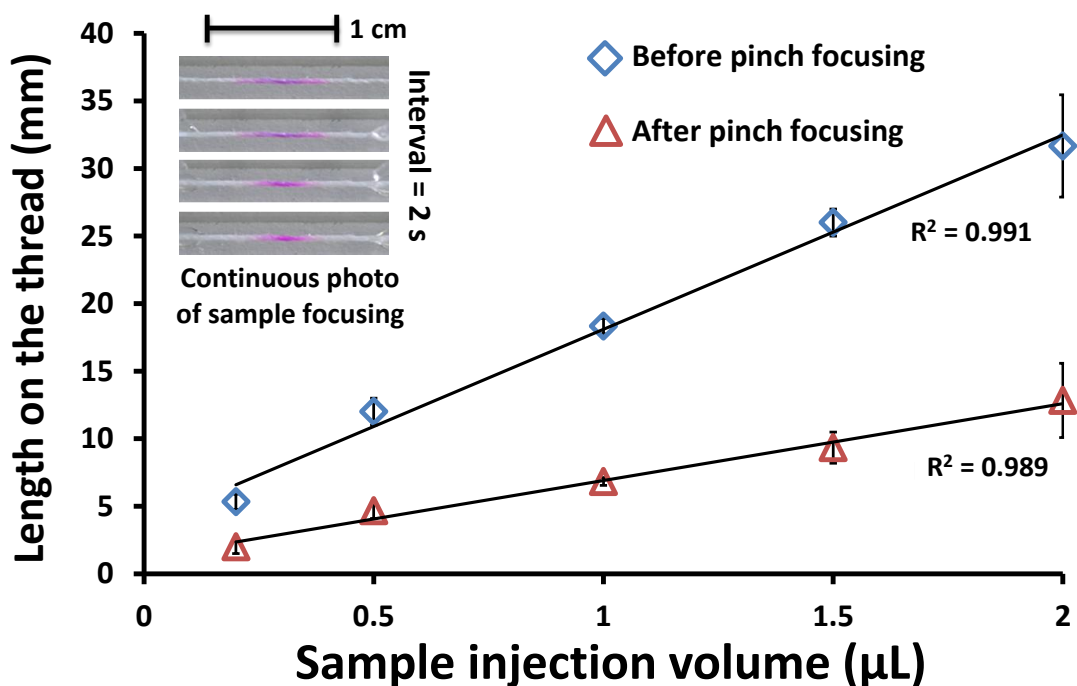 1 cm
Interval = 2 s
Continuous photo
of sample focusing
Before pinch focusing
After pinch focusing
R² = 0.991
R² = 0.989
Length on the thread (mm)
40
35
30
25
20
15
10
5
0
0 0.5 1 1.5 2
Sample injection volume (µL)